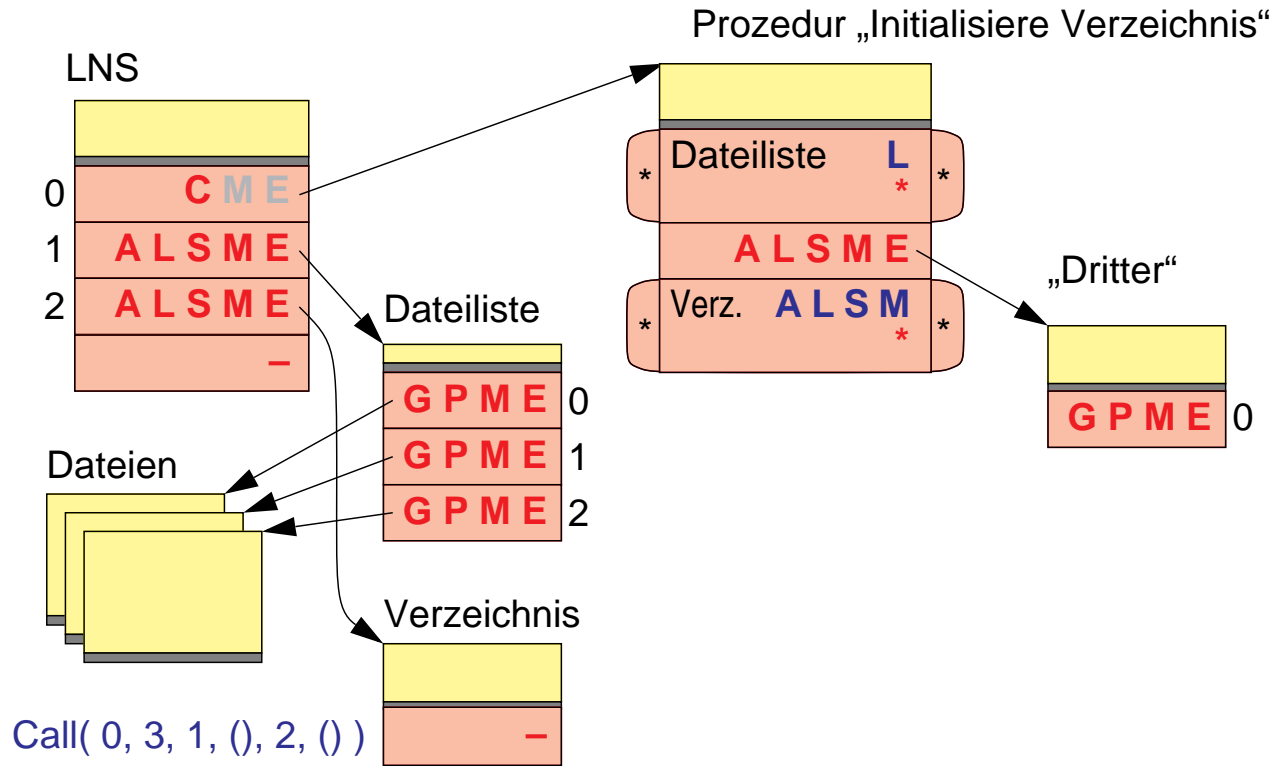 Prozedur „Initialisiere Verzeichnis“
LNS
0 C M E
1 A L S M E
2 A L S M E
–
* Dateiliste L *
*
A L S M E
* Verz. A L S M *
*
„Dritter“
G P M E 0
Dateiliste
G P M E 0
G P M E 1
G P M E 2
Dateien
Verzeichnis
–
Call( 0, 3, 1, (), 2, () )